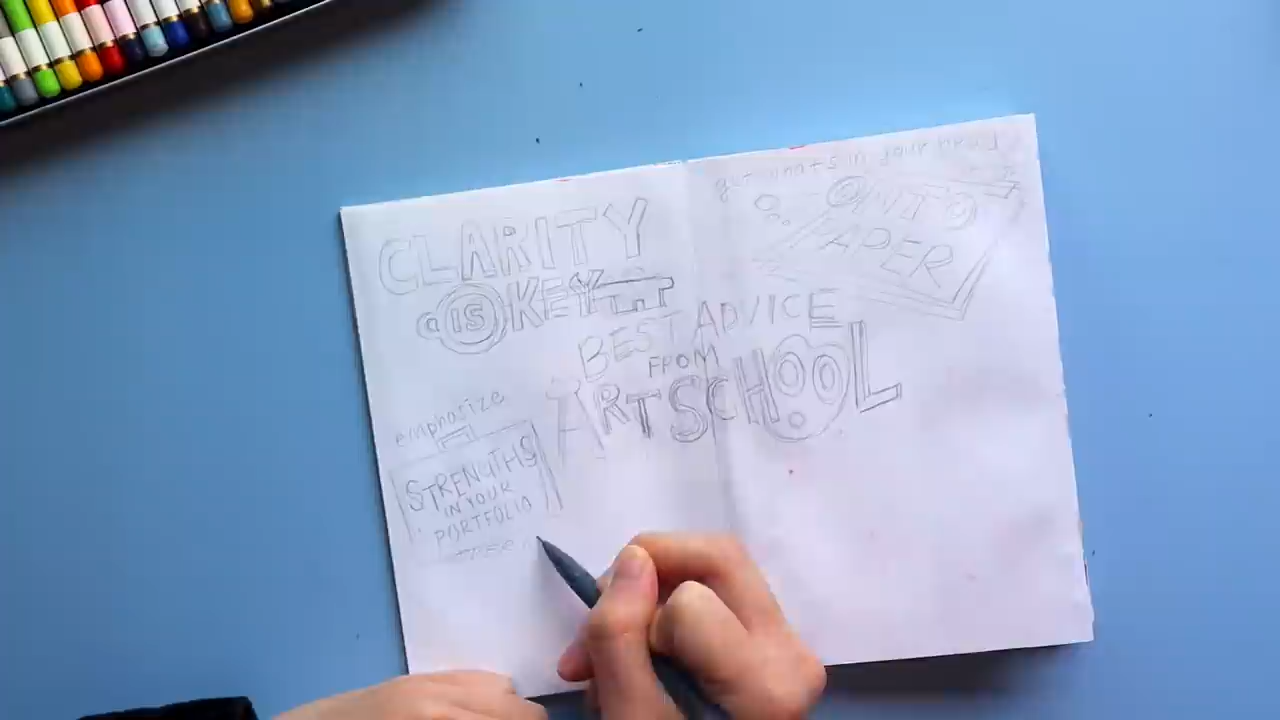 CLARITY
IS KEY
get what's in your head
ONTO
PAPER
BEST ADVICE
FROM
ART SCHOOL
emphasize
STRENGTHS
IN YOUR
PORTFOLIO